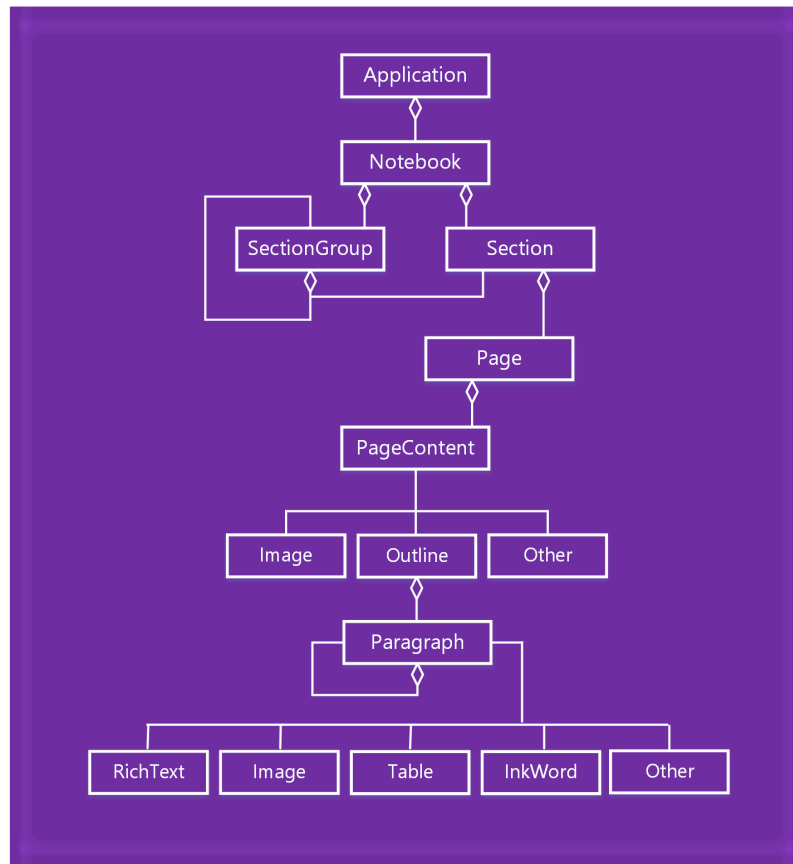 Application
Notebook
SectionGroup
Section
Page
PageContent
Image
Outline
Other
Paragraph
RichText
Image
Table
InkWord
Other